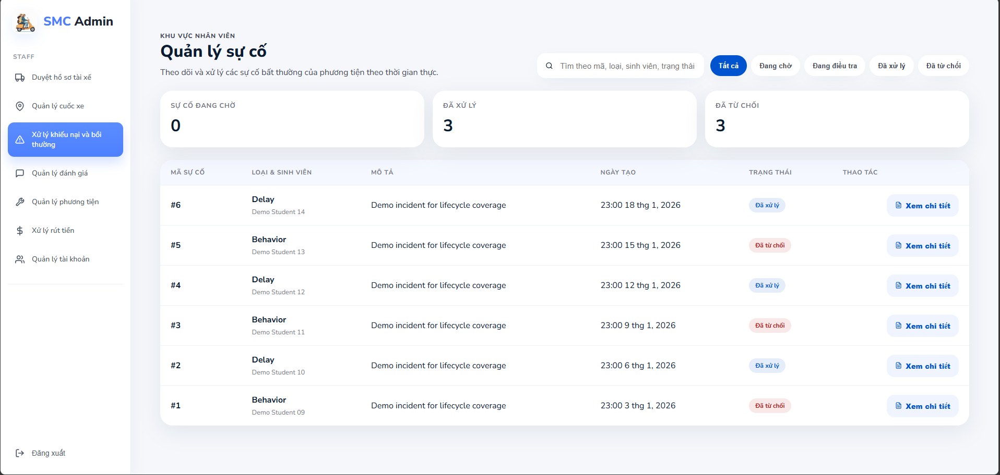 SMC Admin
STAFF
Duyệt hồ sơ tài xế
Quản lý cuốc xe
Xử lý khiếu nại và bồi
thường
Quản lý đánh giá
Quản lý phương tiện
Xử lý rút tiền
Quản lý tài khoản
Đăng xuất
KHU VỰC NHÂN VIÊN
Quản lý sự cố
Theo dõi và xử lý các sự cố bất thường của phương tiện theo thời gian thực.
Tìm theo mã, loại, sinh viên, trạng thái
Tất cả
Đang chờ
Đang điều tra
Đã xử lý
Đã từ chối
SỰ CỐ ĐANG CHỜ
0
ĐÃ XỬ LÝ
3
ĐÃ TỪ CHỐI
3
MÃ SỰ CỐ LOẠI & SINH VIÊN MÔ TẢ NGÀY TẠO TRẠNG THÁI THAO TÁC
#6 Delay Demo incident for lifecycle coverage 23:00 18 thg 1, 2026 Đã xử lý Xem chi tiết
Demo Student 14
#5 Behavior Demo incident for lifecycle coverage 23:00 15 thg 1, 2026 Đã từ chối Xem chi tiết
Demo Student 13
#4 Delay Demo incident for lifecycle coverage 23:00 12 thg 1, 2026 Đã xử lý Xem chi tiết
Demo Student 12
#3 Behavior Demo incident for lifecycle coverage 23:00 9 thg 1, 2026 Đã từ chối Xem chi tiết
Demo Student 11
#2 Delay Demo incident for lifecycle coverage 23:00 6 thg 1, 2026 Đã xử lý Xem chi tiết
Demo Student 10
#1 Behavior Demo incident for lifecycle coverage 23:00 3 thg 1, 2026 Đã từ chối Xem chi tiết
Demo Student 09